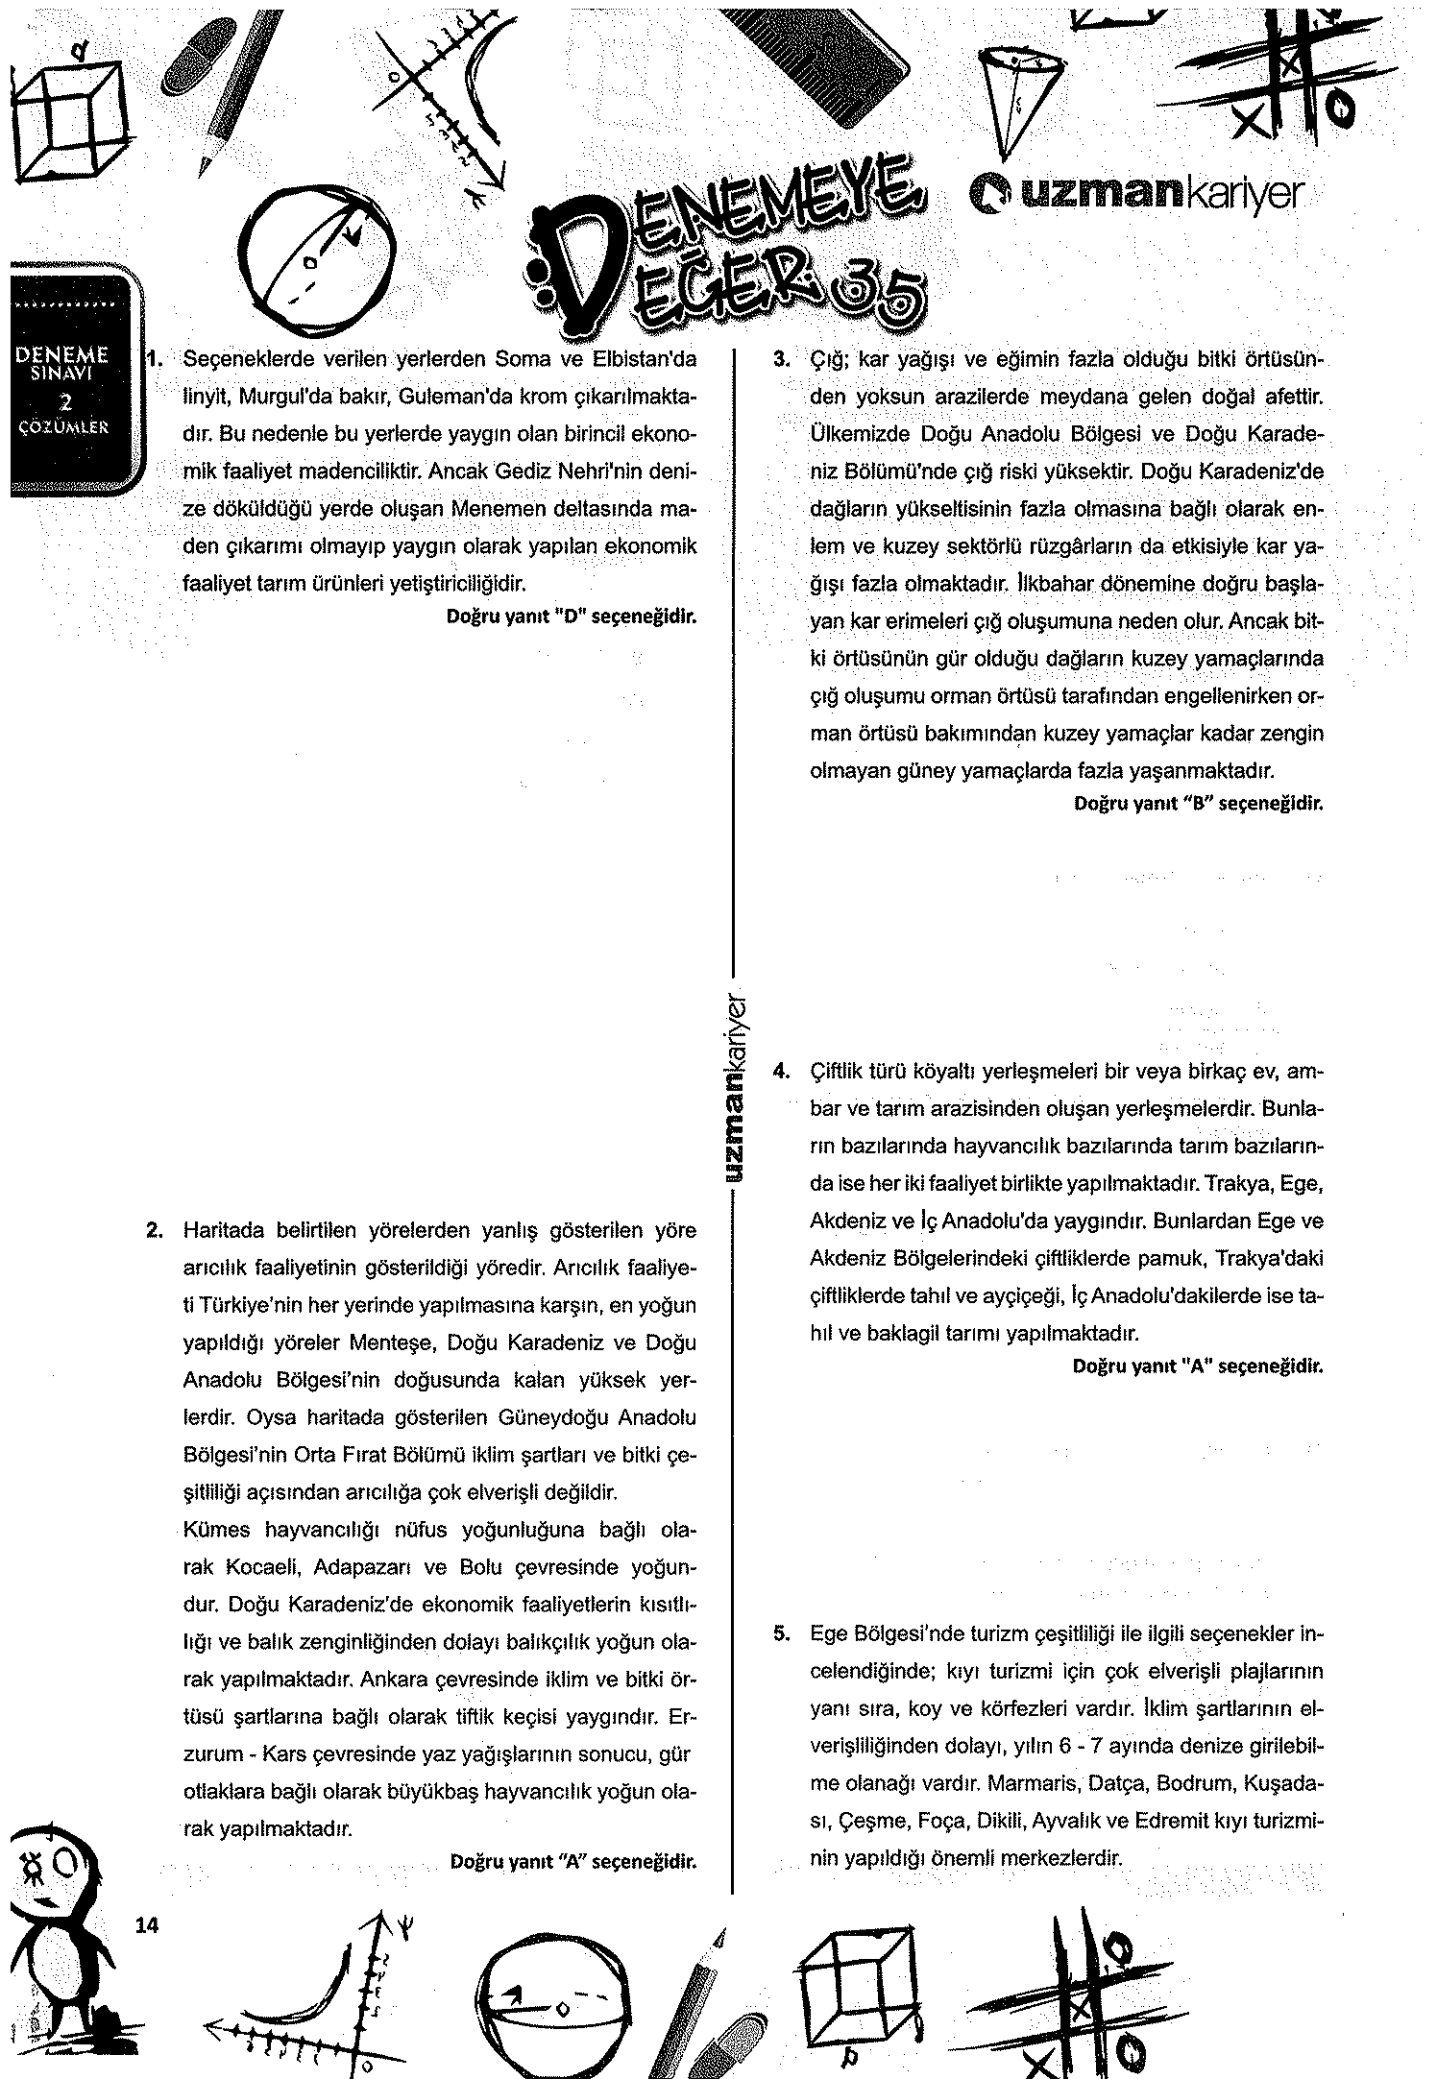 DENEMEYE
DEĞER 35
uzmankariyer
DENEME
SINAVI
2
ÇÖZÜMLER
1. Seçeneklerde verilen yerlerden Soma ve Elbistan'da
linyit, Murgul'da bakır, Guleman'da krom çıkarılmakta-
dır. Bu nedenle bu yerlerde yaygın olan birincil ekono-
mik faaliyet madenciliktir. Ancak Gediz Nehri'nin deni-
ze döküldüğü yerde oluşan Menemen deltasında ma-
den çıkarımı olmayıp yaygın olarak yapılan ekonomik
faaliyet tarım ürünleri yetiştiriciliğidir.
Doğru yanıt "D" seçeneğidir.
2. Haritada belirtilen yörelerden yanlış gösterilen yöre
arıcılık faaliyetinin gösterildiği yöredir. Arıcılık faaliye-
ti Türkiye'nin her yerinde yapılmasına karşın, en yoğun
yapıldığı yöreler Menteşe, Doğu Karadeniz ve Doğu
Anadolu Bölgesi'nin doğusunda kalan yüksek yer-
lerdir. Oysa haritada gösterilen Güneydoğu Anadolu
Bölgesi'nin Orta Fırat Bölümü iklim şartları ve bitki çe-
şitliliği açısından arıcılığa çok elverişli değildir.
Kümes hayvancılığı nüfus yoğunluğuna bağlı ola-
rak Kocaeli, Adapazarı ve Bolu çevresinde yoğun-
dur. Doğu Karadeniz'de ekonomik faaliyetlerin kısıtlı-
lığı ve balık zenginliğinden dolayı balıkçılık yoğun ola-
rak yapılmaktadır. Ankara çevresinde iklim ve bitki ör-
tüsü şartlarına bağlı olarak tiftik keçisi yaygındır. Er-
zurum - Kars çevresinde yaz yağışlarının sonucu, gür
otlaklara bağlı olarak büyükbaş hayvancılık yoğun ola-
rak yapılmaktadır.
Doğru yanıt "A" seçeneğidir.
uzmankariyer
3. Çığ; kar yağışı ve eğimin fazla olduğu bitki örtüsün-
den yoksun arazilerde meydana gelen doğal afettir.
Ülkemizde Doğu Anadolu Bölgesi ve Doğu Karade-
niz Bölümü'nde çığ riski yüksektir. Doğu Karadeniz'de
dağların yükseltisinin fazla olmasına bağlı olarak en-
lem ve kuzey sektörlü rüzgârların da etkisiyle kar ya-
ğışı fazla olmaktadır. İlkbahar dönemine doğru başla-
yan kar erimeleri çığ oluşumuna neden olur. Ancak bit-
ki örtüsünün gür olduğu dağların kuzey yamaçlarında
çığ oluşumu orman örtüsü tarafından engellenirken or-
man örtüsü bakımından kuzey yamaçlar kadar zengin
olmayan güney yamaçlarda fazla yaşanmaktadır.
Doğru yanıt "B" seçeneğidir.
4. Çiftlik türü köyaltı yerleşmeleri bir veya birkaç ev, am-
bar ve tarım arazisinden oluşan yerleşmelerdir. Bunla-
rın bazılarında hayvancılık bazılarında tarım bazıların-
da ise her iki faaliyet birlikte yapılmaktadır. Trakya, Ege,
Akdeniz ve İç Anadolu'da yaygındır. Bunlardan Ege ve
Akdeniz Bölgelerindeki çiftliklerde pamuk, Trakya'daki
çiftliklerde tahıl ve ayçiçeği, İç Anadolu'dakilerde ise ta-
hıl ve baklagil tarımı yapılmaktadır.
Doğru yanıt "A" seçeneğidir.
5. Ege Bölgesi'nde turizm çeşitliliği ile ilgili seçenekler in-
celendiğinde; kıyı turizmi için çok elverişli plajlarının
yanı sıra, koy ve körfezleri vardır. İklim şartlarının el-
verişliliğinden dolayı, yılın 6 - 7 ayında denize girilebil-
me olanağı vardır. Marmaris, Datça, Bodrum, Kuşada-
sı, Çeşme, Foça, Dikili, Ayvalık ve Edremit kıyı turizmi-
nin yapıldığı önemli merkezlerdir.
14